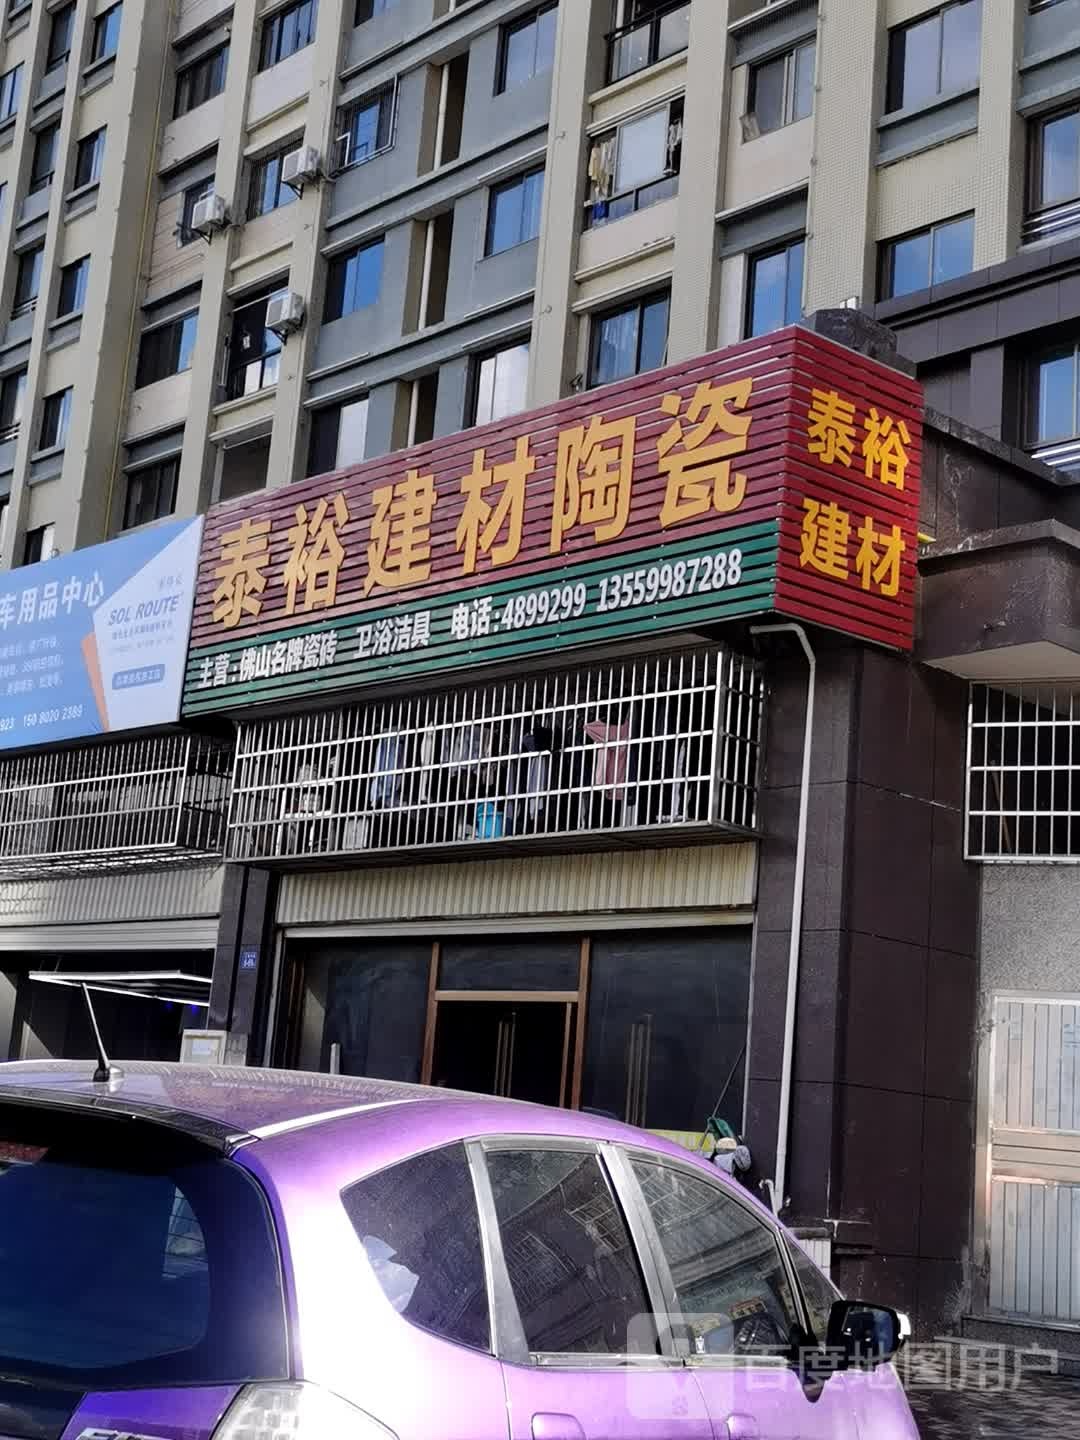 泰裕建材陶瓷
主营:佛山名牌瓷砖 卫浴洁具 电话:4899299 13559987288
泰裕
建材
车用品中心
SOL ROUTE
923 150 8020 2389
百度地图用户